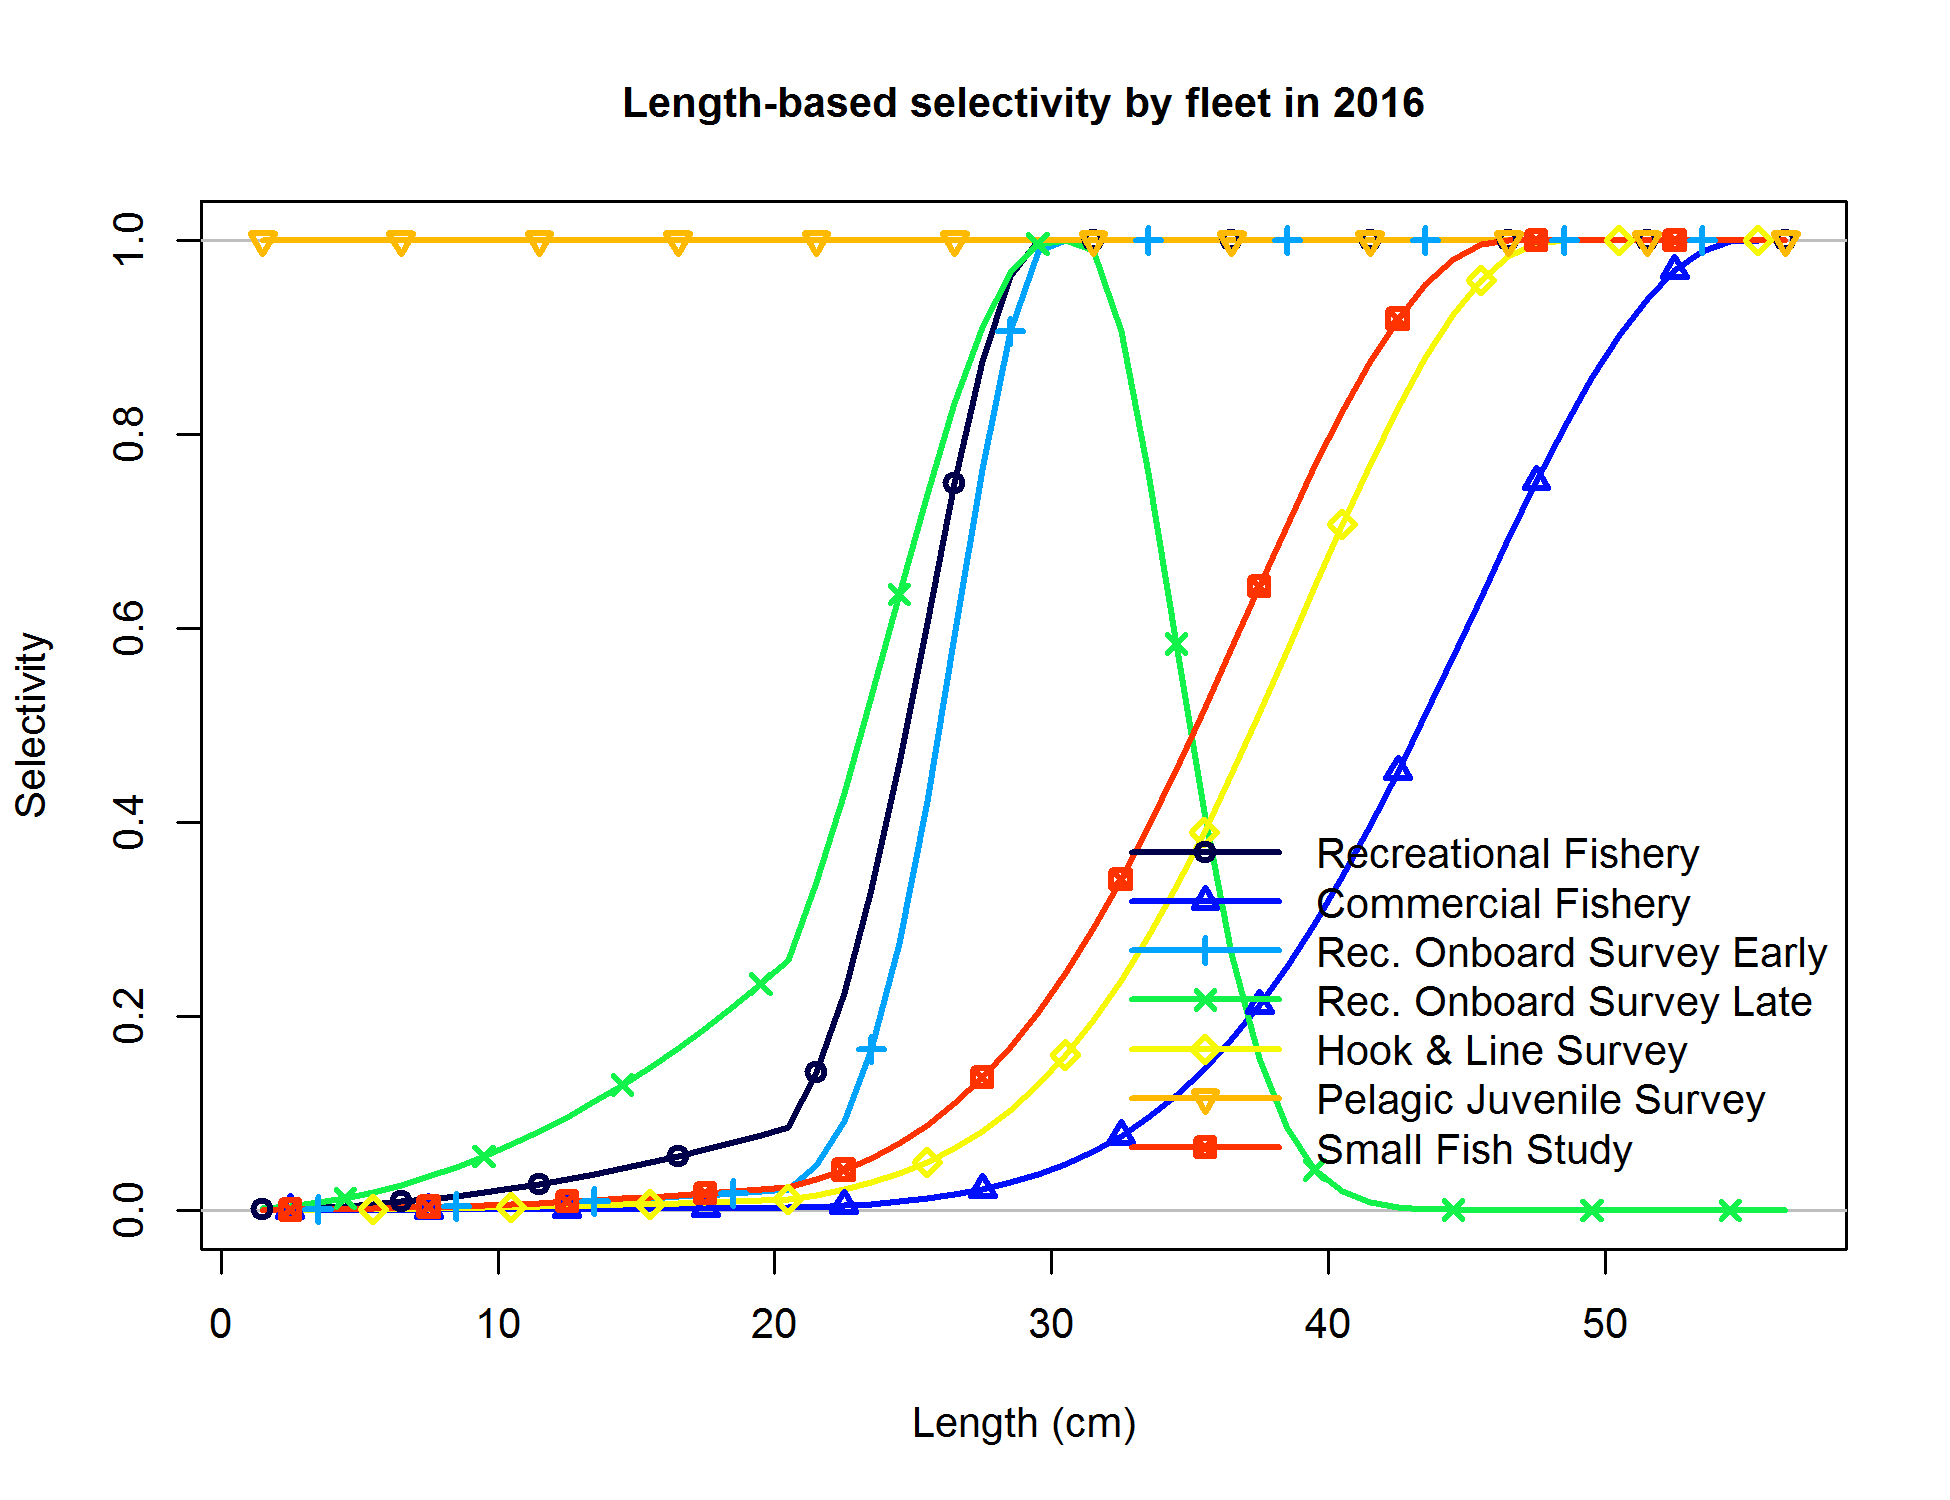 Length-based selectivity by fleet in 2016
Selectivity
1.0
0.8
0.6
0.4
0.2
0.0
Recreational Fishery
Commercial Fishery
Rec. Onboard Survey Early
Rec. Onboard Survey Late
Hook & Line Survey
Pelagic Juvenile Survey
Small Fish Study
0 10 20 30 40 50
Length (cm)